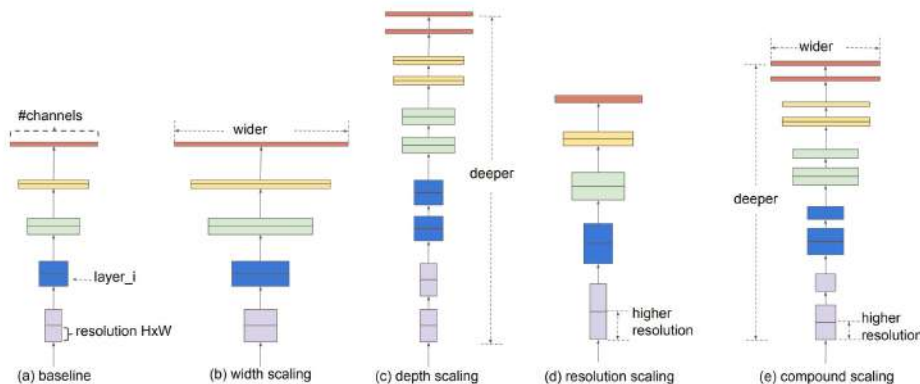 #channels
layer_i
resolution HxW
(a) baseline
wider
(b) width scaling
deeper
(c) depth scaling
higher
resolution
(d) resolution scaling
wider
deeper
higher
resolution
(e) compound scaling